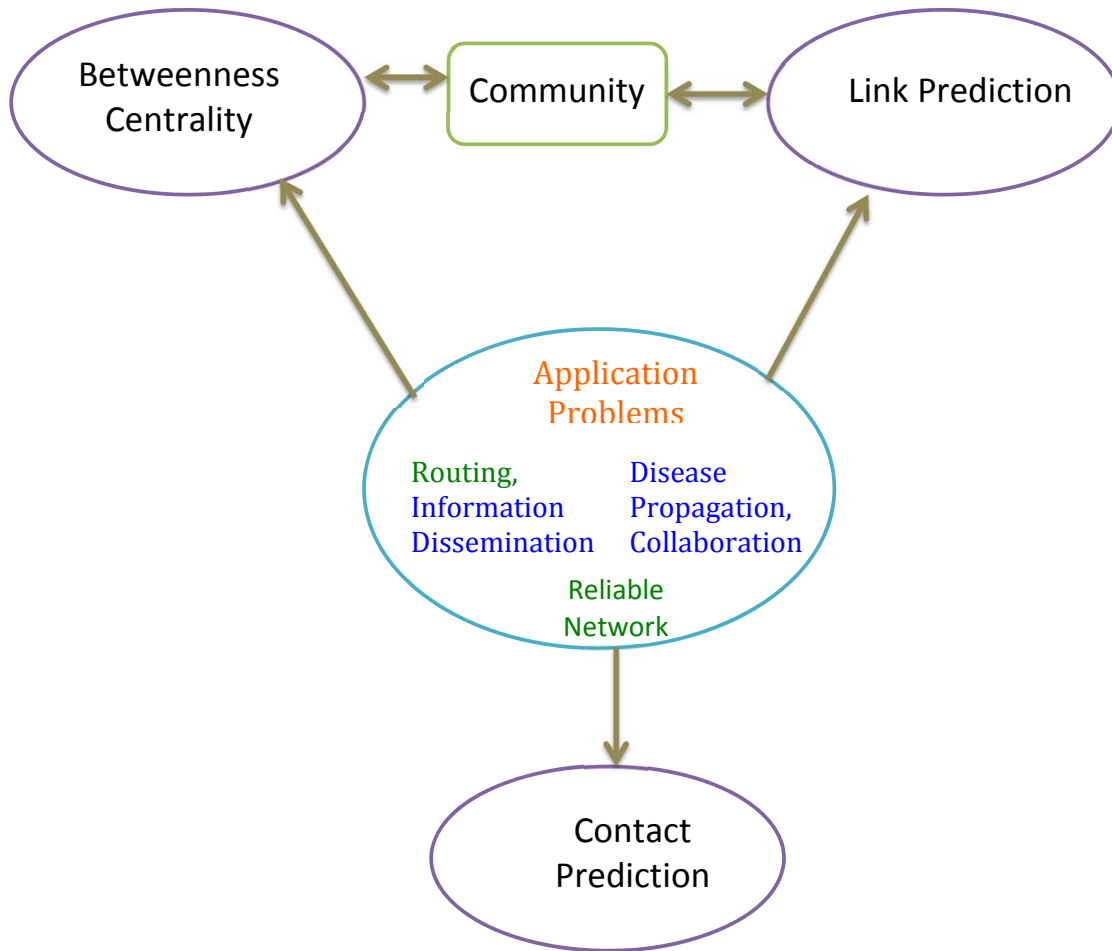 Betweenness
Centrality
Community
Link Prediction
Application
Problems
Routing,
Information
Dissemination
Disease
Propagation,
Collaboration
Reliable
Network
Contact
Prediction